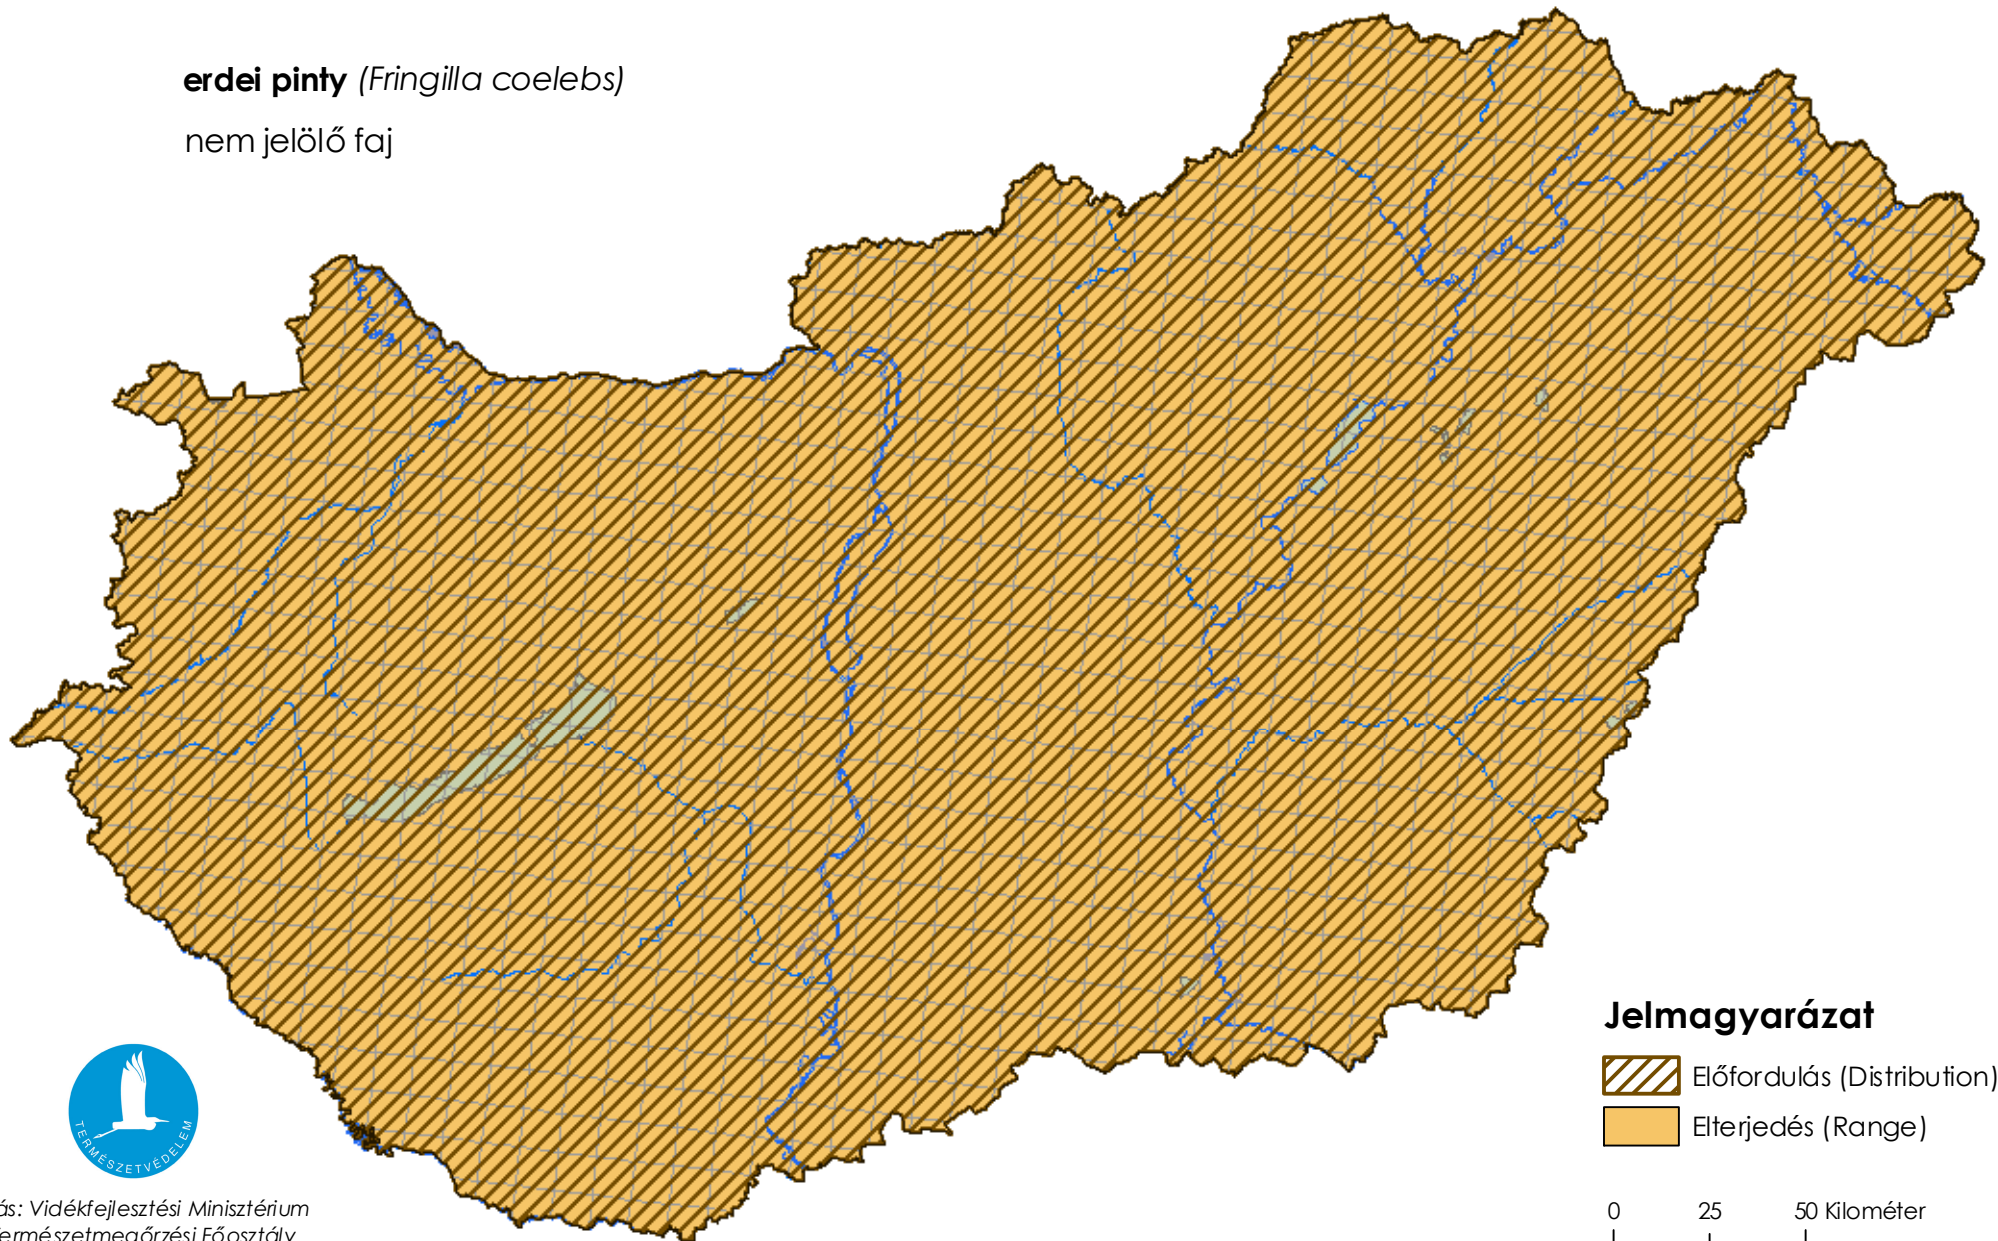 erdei pinty (Fringilla coelebs)
nem jelölő faj
Jelmagyarázat
Előfordulás (Distribution)
Elterjedés (Range)
0 25 50 Kilométer
TERMÉSZETVÉDELEM
ás: Vidékfejlesztési Minisztérium
Természetmegőrzési Főosztály